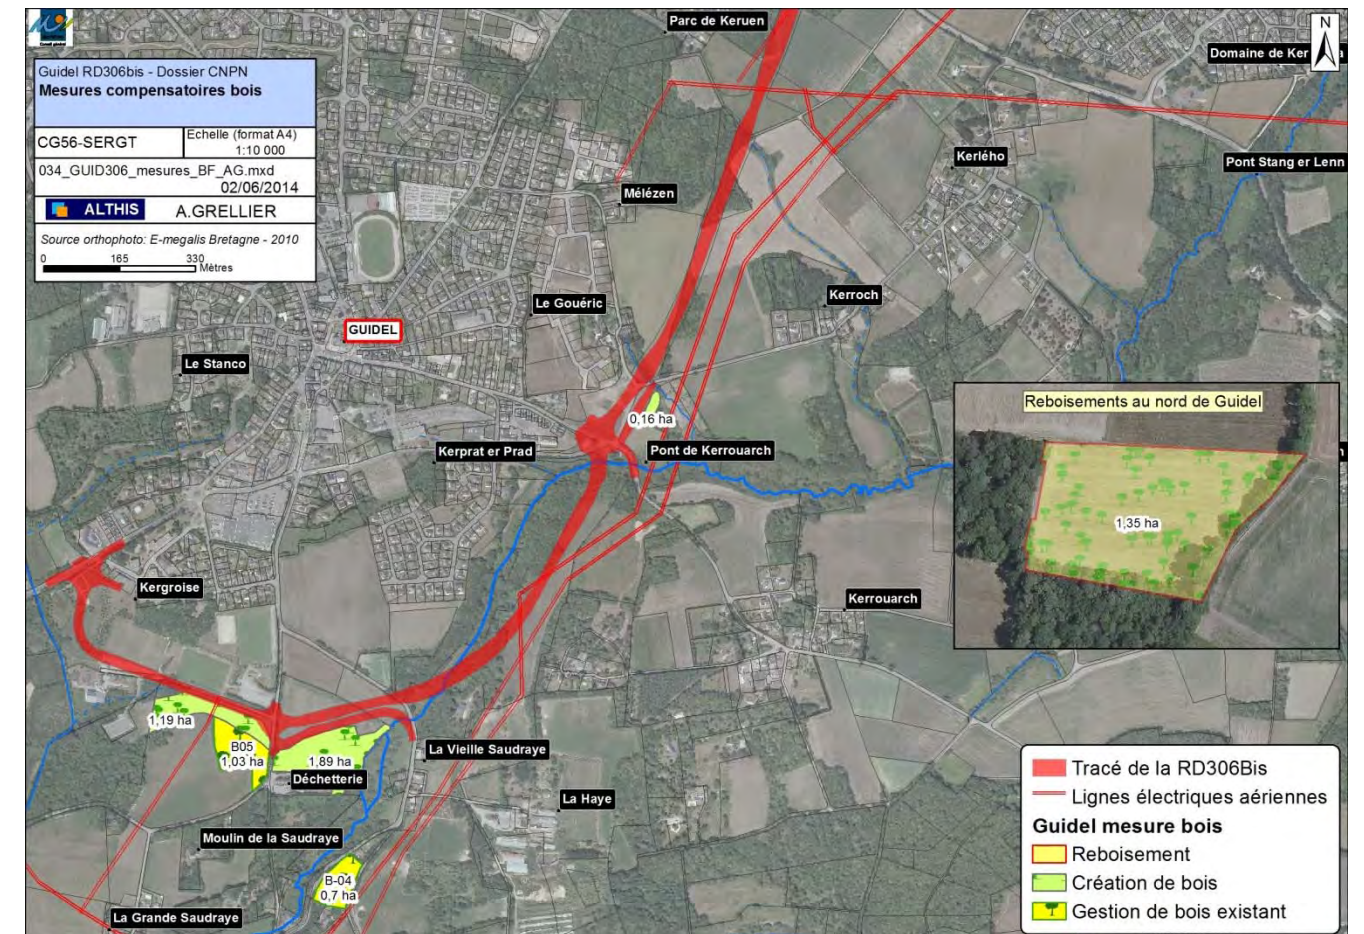 Conseil général
Guidel RD306bis - Dossier CNPN
Mesures compensatoires bois
CG56-SERGT
Echelle (format A4)
1:10 000
034_GUID306_mesures_BF_AG.mxd
02/06/2014
ALTHIS
A.GRELLIER
Source orthophoto: E-megalis Bretagne - 2010
0 165 330
Mètres
Parc de Keruen
N
Domaine de Ker
Kerlého
Pont Stang er Lenn
Mélézen
Kerroch
Le Gouéric
GUIDEL
Le Stanco
0,16 ha
Kerprat er Prad
Pont de Kerrouarch
Reboisements au nord de Guidel
1,35 ha
Kergroise
Kerrouarch
1,19 ha
B05
1,03 ha
1,89 ha
La Vieille Saudraye
Déchetterie
La Haye
Moulin de la Saudraye
B-04
0,7 ha
La Grande Saudraye
Tracé de la RD306Bis
Lignes électriques aériennes
Guidel mesure bois
Reboisement
Création de bois
Gestion de bois existant